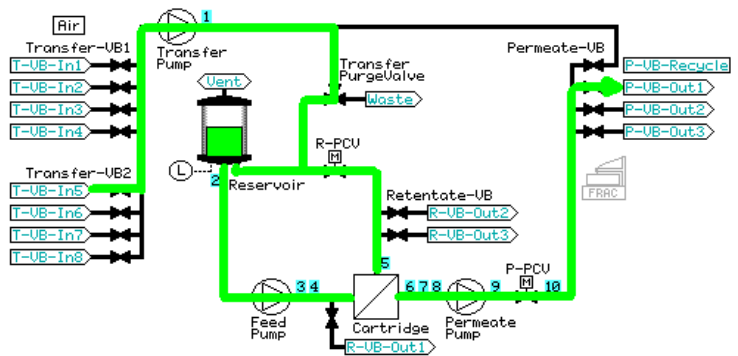 Air
1
Transfer-VB1
Transfer
Pump
Permeate-VB
T-VB-In1
T-VB-In2
T-VB-In3
T-VB-In4
Transfer
PurgeValve
P-VB-Recycle
P-VB-Out1
P-VB-Out2
P-VB-Out3
Vent
Waste
R-PCV
M
Transfer-VB2
L
2
Reservoir
FRAC
T-VB-In5
T-VB-In6
T-VB-In7
T-VB-In8
Retentate-VB
R-VB-Out2
R-VB-Out3
5
P-PCV
M
3 4
6 7 8
9
10
Feed
Pump
Cartridge
Permeate
Pump
R-VB-Out1